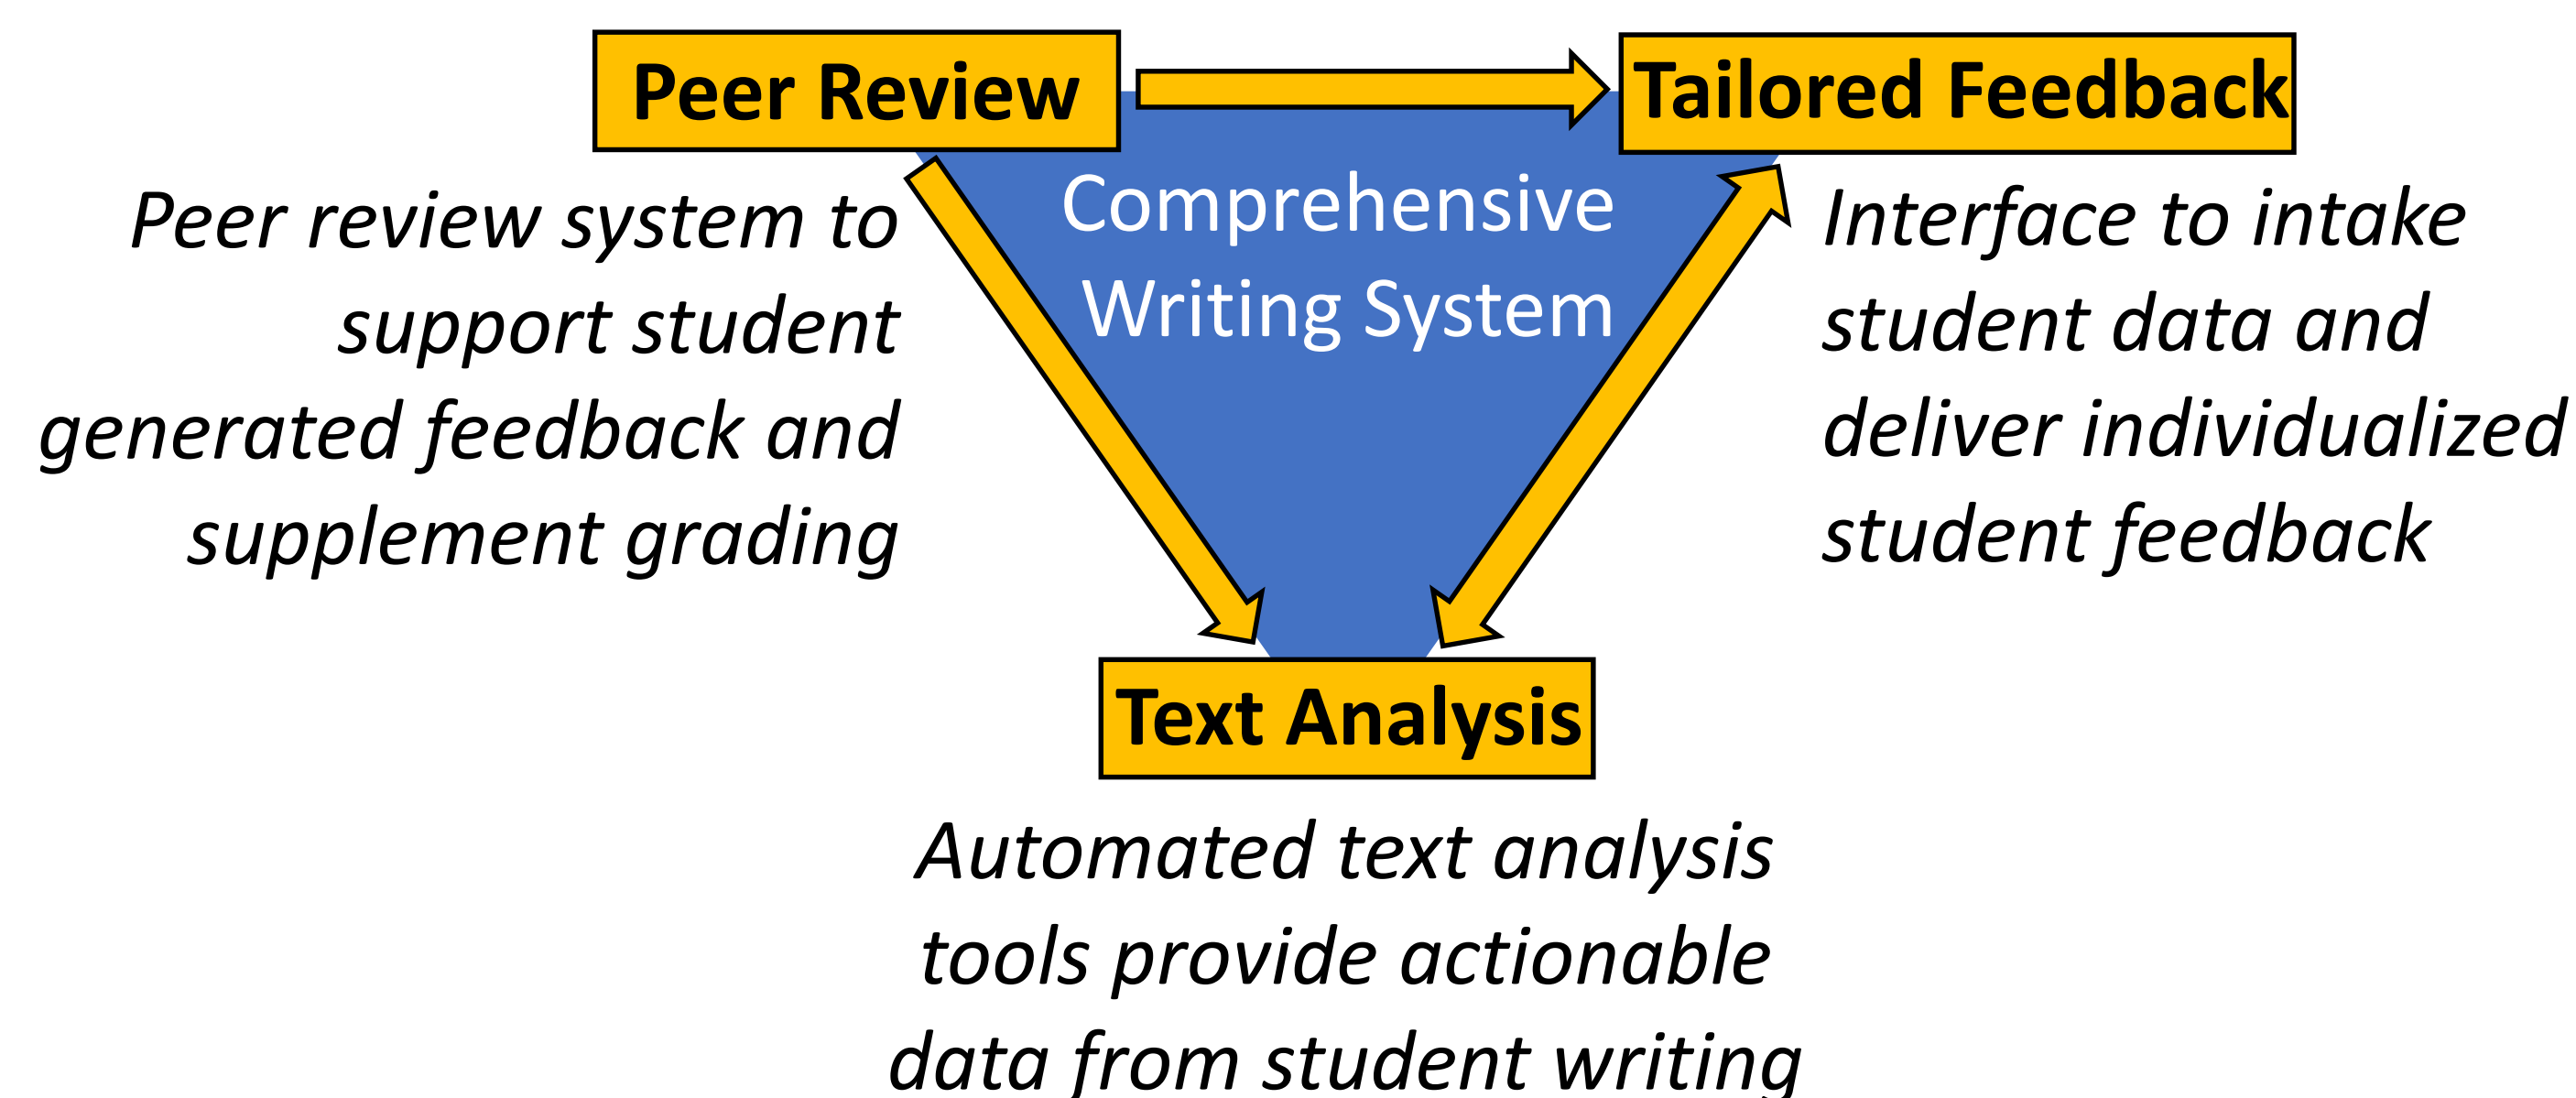 Peer Review
Tailored Feedback
Comprehensive
Writing System
Peer review system to
support student
generated feedback and
supplement grading
Interface to intake
student data and
deliver individualized
student feedback
Text Analysis
Automated text analysis
tools provide actionable
data from student writing